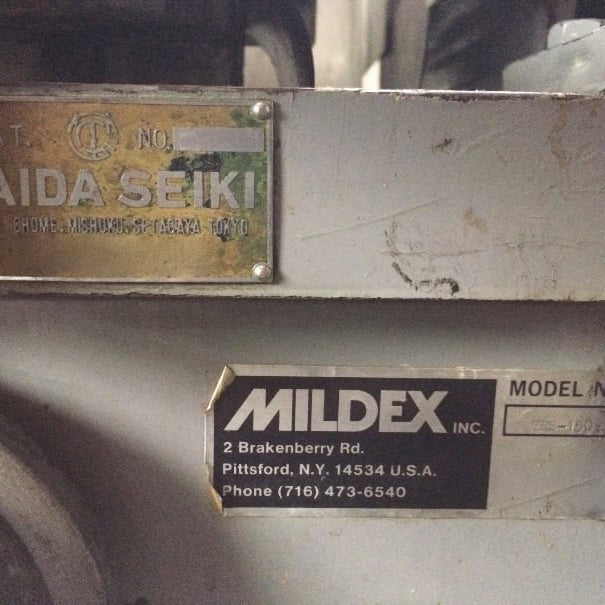 AT. NO.
AIDA SEIKI
CHOME. MISHUKU. SETAGAYA TOKYO
MILDEX INC.
2 Brakenberry Rd.
Pittsford, N.Y. 14534 U.S.A.
Phone (716) 473-6540
MODEL N